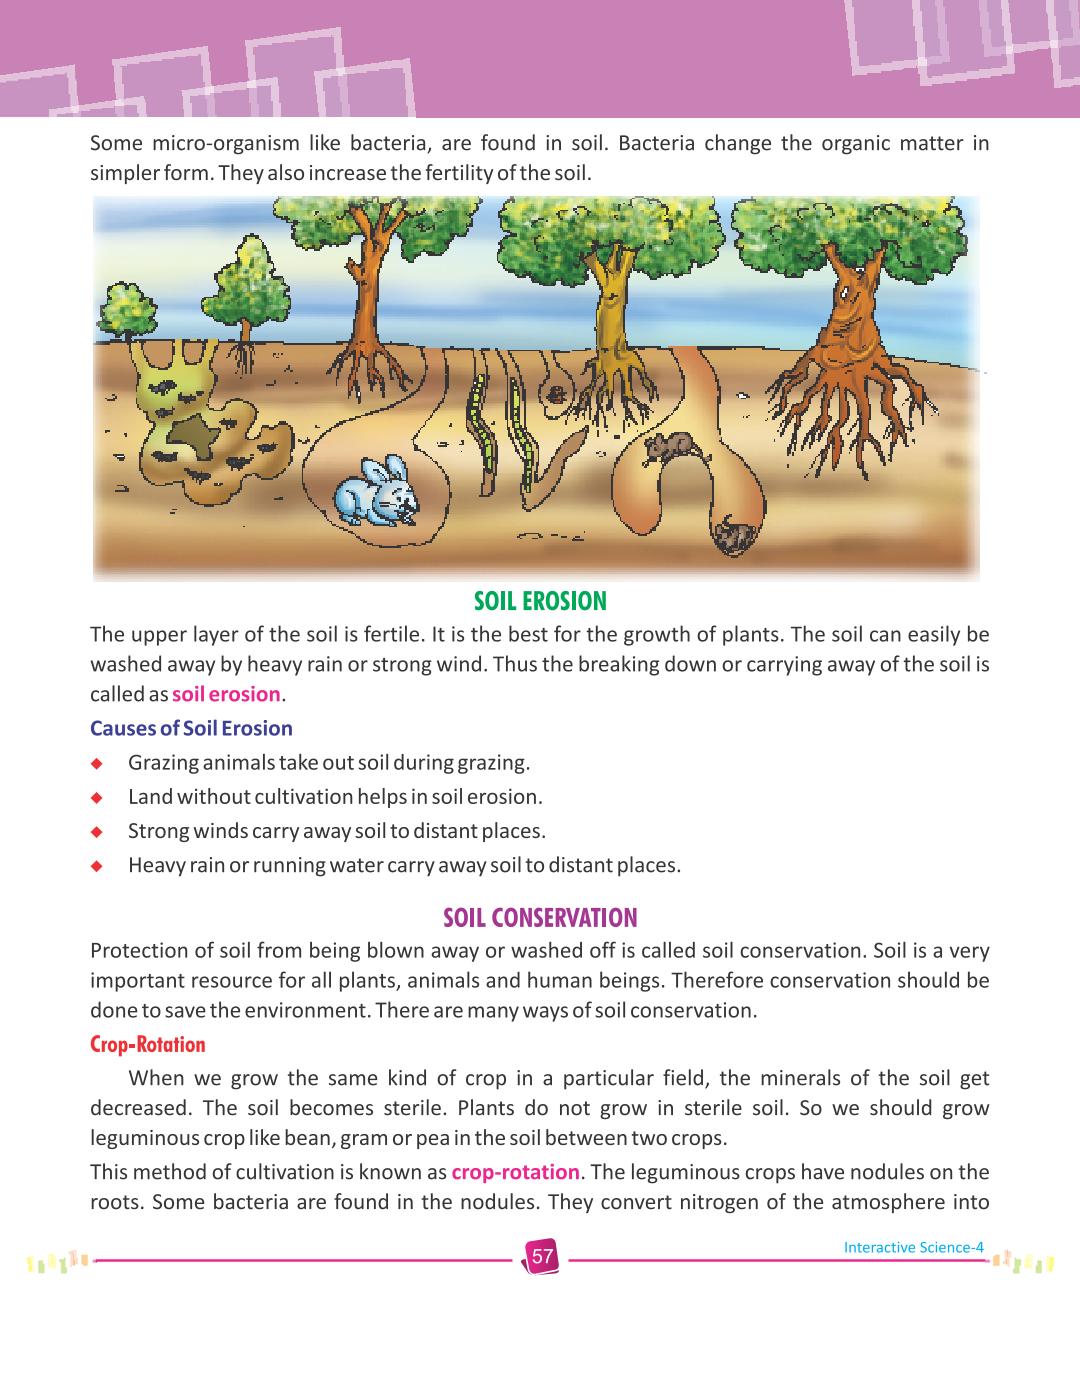 Some micro-organism like bacteria, are found in soil. Bacteria change the organic matter in
simpler form. They also increase the fertility of the soil.
SOIL EROSION
The upper layer of the soil is fertile. It is the best for the growth of plants. The soil can easily be
washed away by heavy rain or strong wind. Thus the breaking down or carrying away of the soil is
called as soil erosion.
Causes of Soil Erosion
◆ Grazing animals take out soil during grazing.
◆ Land without cultivation helps in soil erosion.
◆ Strong winds carry away soil to distant places.
◆ Heavy rain or running water carry away soil to distant places.
SOIL CONSERVATION
Protection of soil from being blown away or washed off is called soil conservation. Soil is a very
important resource for all plants, animals and human beings. Therefore conservation should be
done to save the environment. There are many ways of soil conservation.
Crop-Rotation
When we grow the same kind of crop in a particular field, the minerals of the soil get
decreased. The soil becomes sterile. Plants do not grow in sterile soil. So we should grow
leguminous crop like bean, gram or pea in the soil between two crops.
This method of cultivation is known as crop-rotation. The leguminous crops have nodules on the
roots. Some bacteria are found in the nodules. They convert nitrogen of the atmosphere into
57
Interactive Science-4